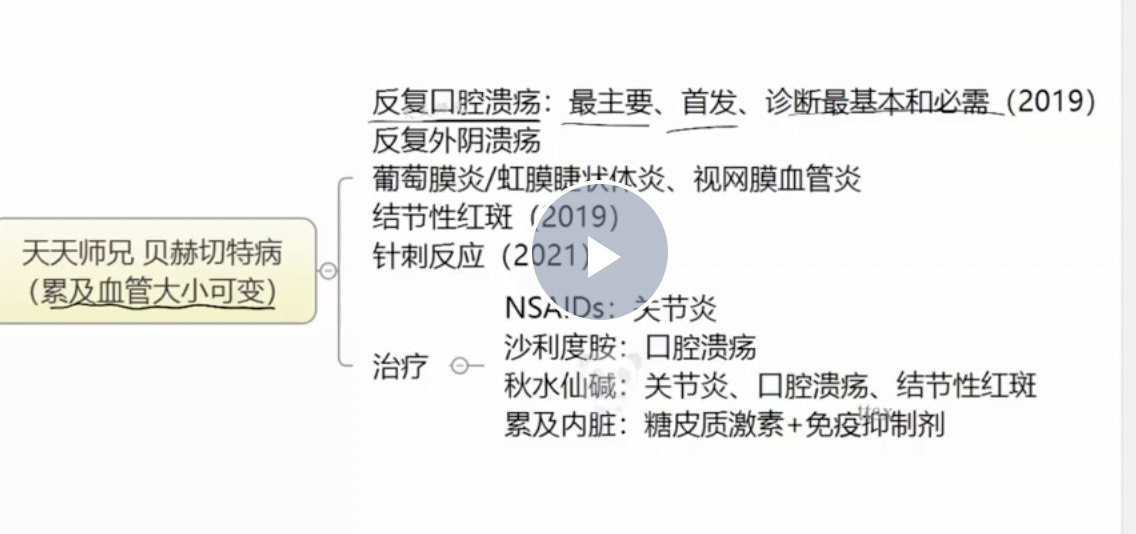 反复口腔溃疡：最主要、首发、诊断最基本和必需（2019）
反复外阴溃疡
葡萄膜炎/虹膜睫状体炎、视网膜血管炎
结节性红斑（2019）
针刺反应（2021）
天天师兄 贝赫切特病
（累及血管大小可变）
治疗
NSAIDs：关节炎
沙利度胺：口腔溃疡
秋水仙碱：关节炎、口腔溃疡、结节性红斑
累及内脏：糖皮质激素+免疫抑制剂